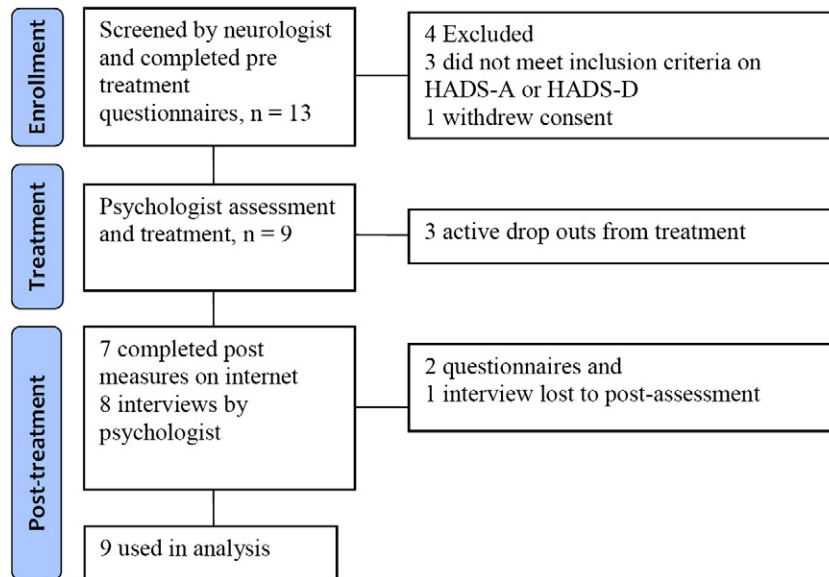 Enrollment
Screened by neurologist
and completed pre
treatment
questionnaires, n = 13
4 Excluded
3 did not meet inclusion criteria on
HADS-A or HADS-D
1 withdrew consent
Treatment
Psychologist assessment
and treatment, n = 9
3 active drop outs from treatment
Post-treatment
7 completed post
measures on internet
8 interviews by
psychologist
2 questionnaires and
1 interview lost to post-assessment
9 used in analysis